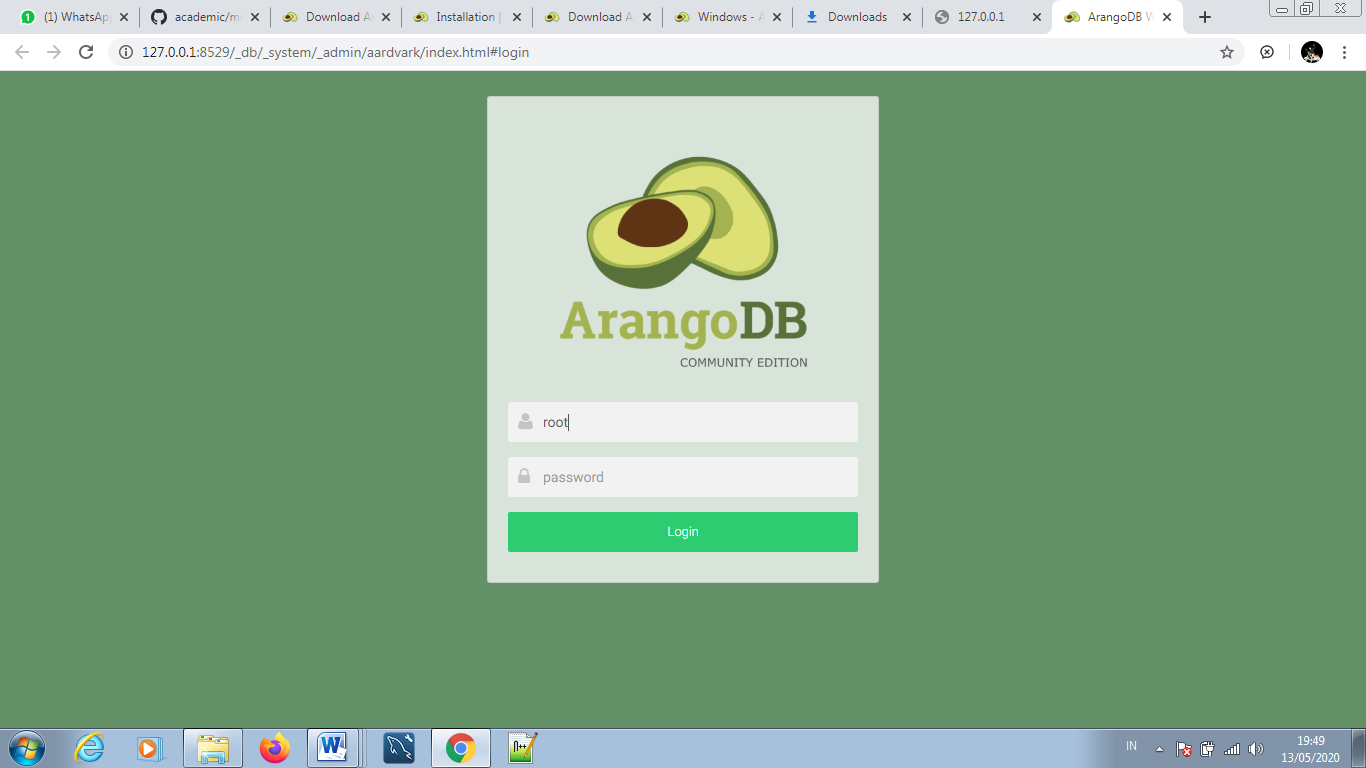 (1) WhatsAp
academic/m
Download A
Installation |
Download A
Windows - A
Downloads
127.0.0.1
ArangoDB W
127.0.0.1:8529/_db/_system/_admin/aardvark/index.html#login
ArangoDB
COMMUNITY EDITION
root
password
Login
IN
19:49
13/05/2020